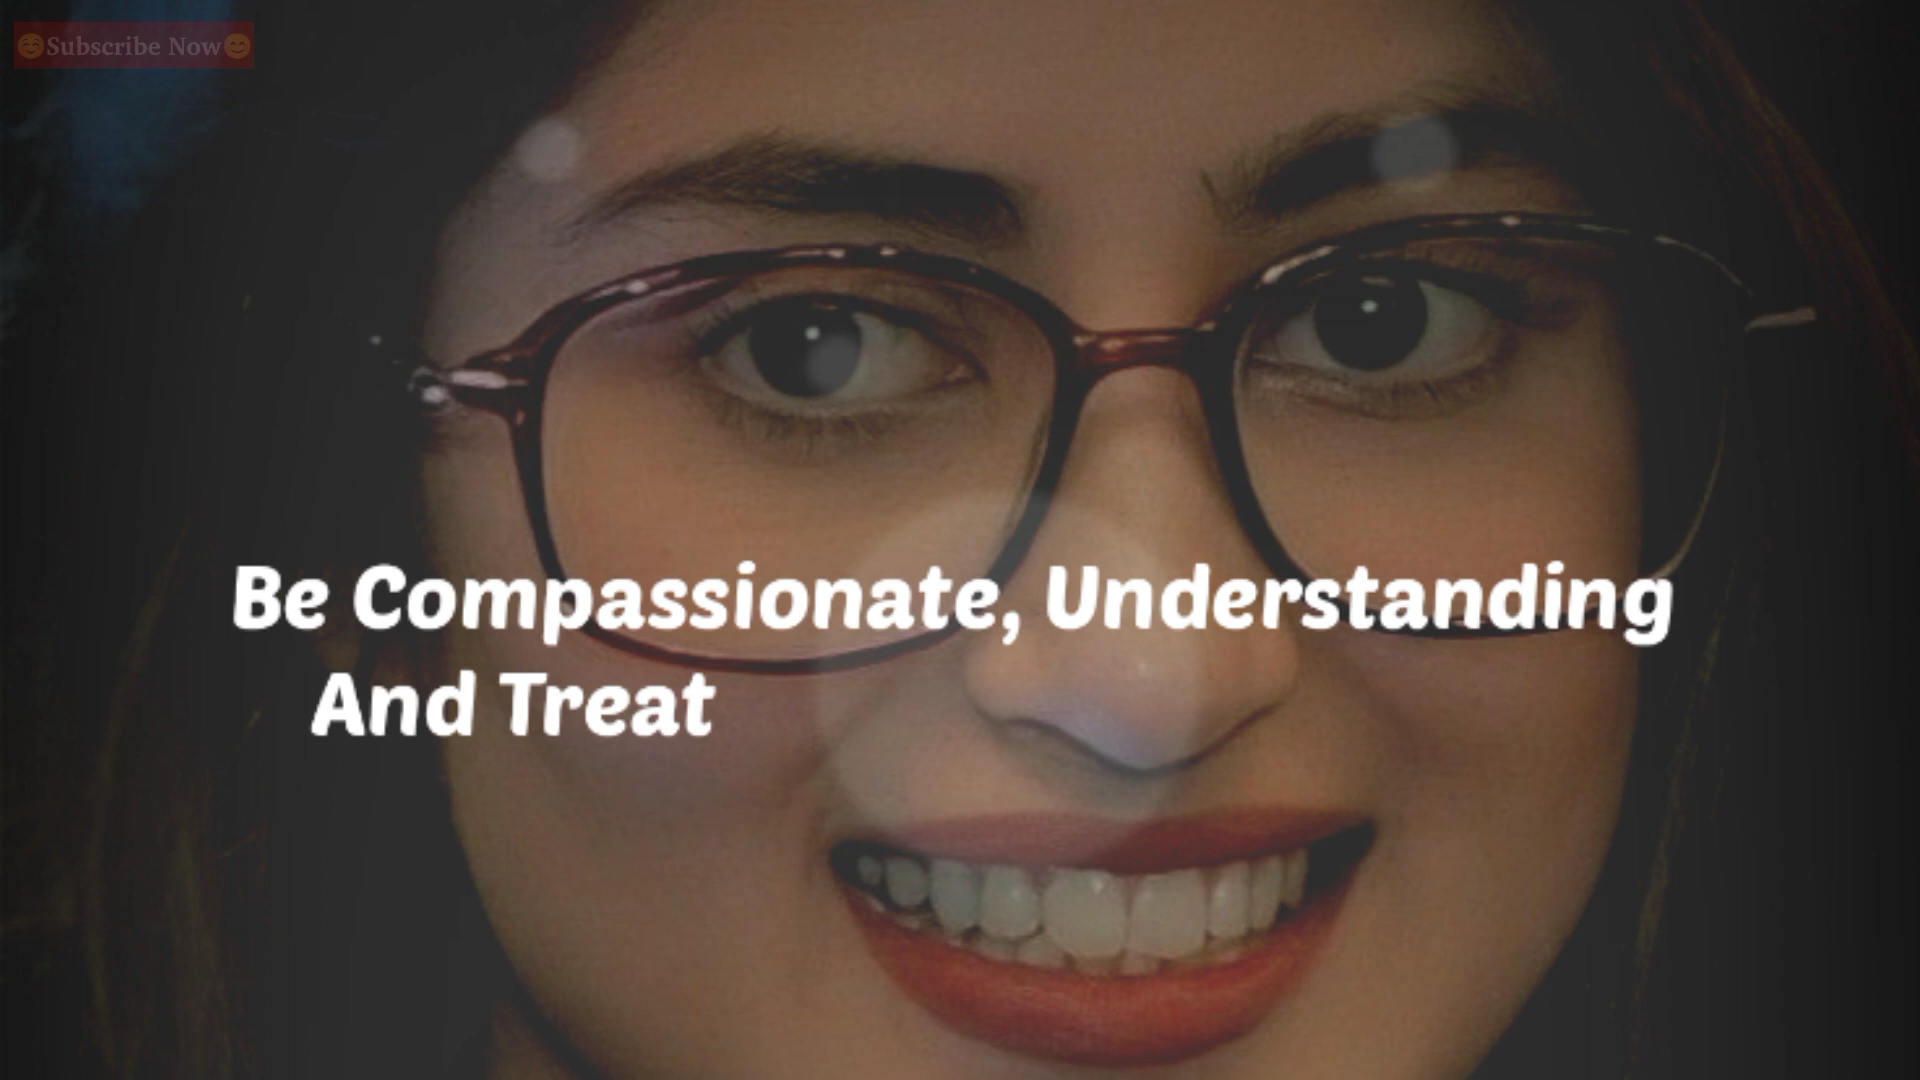 😊Subscribe Now😊
Be Compassionate, Understanding
And Treat